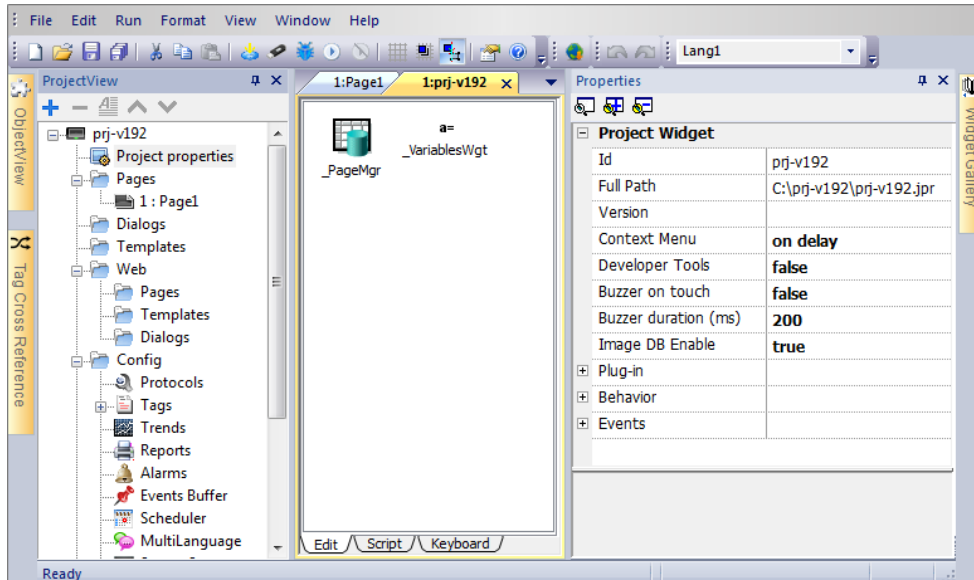 File Edit Run Format View Window Help
Lang1
ObjectView
Tag Cross Reference
ProjectView
prj-v192
Project properties
Pages
1 : Page1
Dialogs
Templates
Web
Pages
Templates
Dialogs
Config
Protocols
Tags
Trends
Reports
Alarms
Events Buffer
Scheduler
MultiLanguage
1:Page1 1:prj-v192
_PageMgr
a=
_VariablesWgt
Edit Script Keyboard
Properties
Project Widget
Id prj-v192
Full Path C:\prj-v192\prj-v192.jpr
Version
Context Menu on delay
Developer Tools false
Buzzer on touch false
Buzzer duration (ms) 200
Image DB Enable true
Plug-in
Behavior
Events
Widget Gallery
Ready